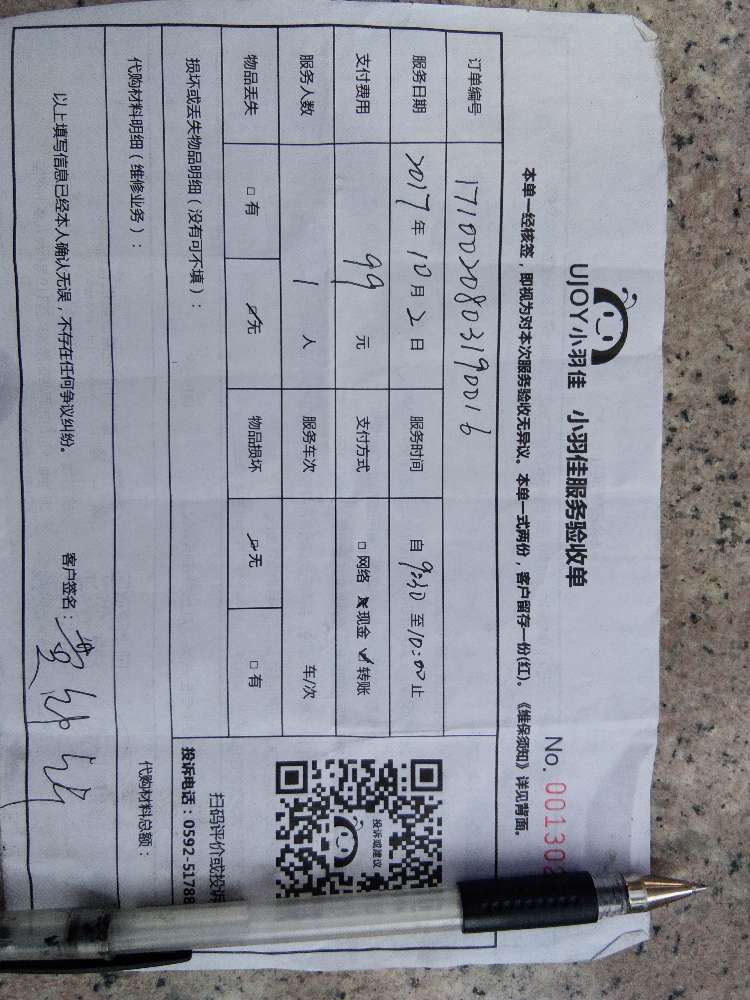 UJOY小羽佳 小羽佳服务验收单
No. 001302
本单一经核签，即视为对本次服务验收无异议。本单一式两份，客户留存一份(红)。《维保须知》详见背面。
订单编号 1710020803190016
服务日期 2017年10月2日 服务时间 自9:30至10:00止
支付费用 99元 支付方式 □网络 现金 ☑转账
服务人数 1人 服务车次 车/次
物品丢失 □有 ☑无 物品损坏 ☑无 □有
损坏或丢失物品明细（没有可不填）：
代购材料明细（维修业务）：
代购材料总额：
投诉或建议
扫码评价或投诉
投诉电话：0592-51788
以上填写信息已经本人确认无误，不存在任何争议纠纷。 客户签名：